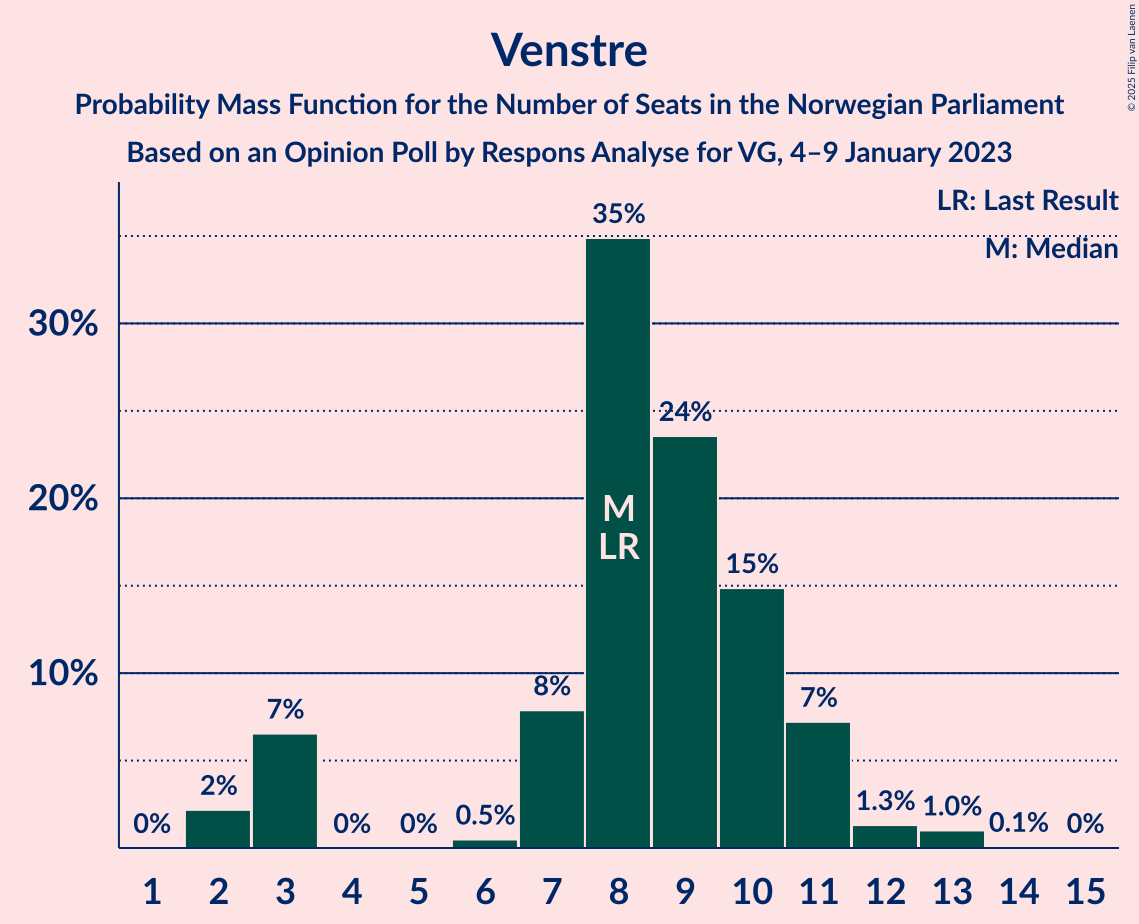 Venstre
Probability Mass Function for the Number of Seats in the Norwegian Parliament
Based on an Opinion Poll by Respons Analyse for VG, 4–9 January 2023
© 2025 Filip van Laenen
LR: Last Result
M: Median
30%
20%
10%
0%
2%
7%
0%
0%
0.5%
8%
35%
24%
15%
7%
1.3%
1.0%
0.1%
0%
M
LR
1 2 3 4 5 6 7 8 9 10 11 12 13 14 15